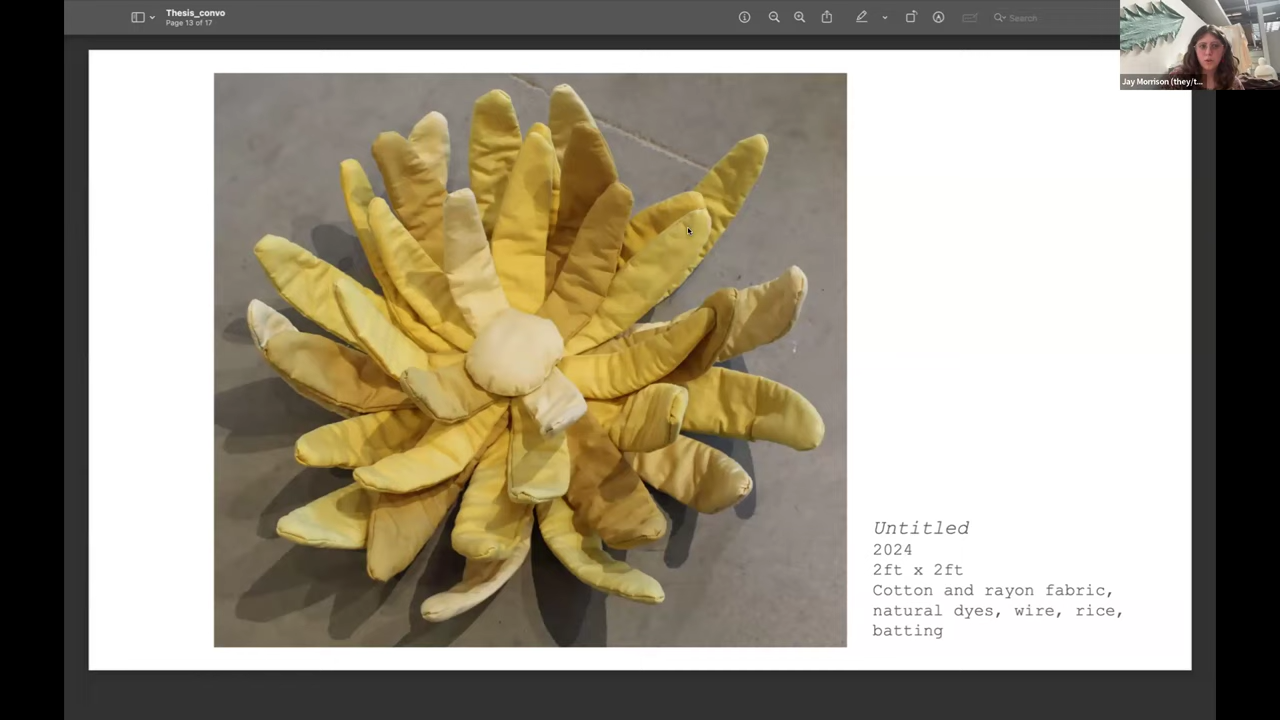 Thesis_convo
Page 13 of 17
Search
Jay Morrison (they/t...
Untitled
2024
2ft x 2ft
Cotton and rayon fabric,
natural dyes, wire, rice,
batting